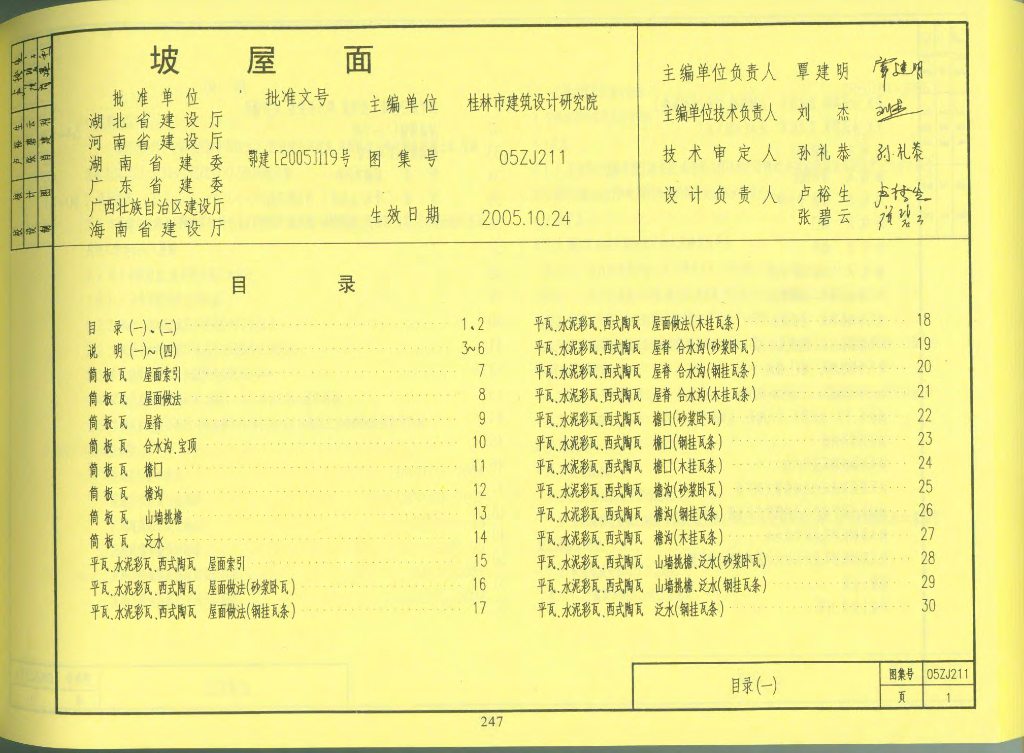 坡 屋 面
批准单位
湖北省建设厅
河南省建设厅
湖南省建委
广东省建委
广西壮族自治区建设厅
海南省建设厅
批准文号
鄂建[2005]119号
主编单位 桂林市建筑设计研究院
图集号 05ZJ211
生效日期 2005.10.24
主编单位负责人 覃建明
主编单位技术负责人 刘 杰
技术审定人 孙礼恭
设计负责人 卢裕生
张碧云
目 录
目 录(一)、(二) 1、2
说 明(一)~(四) 3~6
筒板瓦 屋面索引 7
筒板瓦 屋面做法 8
筒板瓦 屋脊 9
筒板瓦 合水沟、宝项 10
筒板瓦 檐口 11
筒板瓦 檐沟 12
筒板瓦 山墙挑檐 13
筒板瓦 泛水 14
平瓦、水泥彩瓦、西式陶瓦 屋面索引 15
平瓦、水泥彩瓦、西式陶瓦 屋面做法(砂浆卧瓦) 16
平瓦、水泥彩瓦、西式陶瓦 屋面做法(钢挂瓦条) 17
平瓦、水泥彩瓦、西式陶瓦 屋面做法(木挂瓦条) 18
平瓦、水泥彩瓦、西式陶瓦 屋脊 合水沟(砂浆卧瓦) 19
平瓦、水泥彩瓦、西式陶瓦 屋脊 合水沟(钢挂瓦条) 20
平瓦、水泥彩瓦、西式陶瓦 屋脊 合水沟(木挂瓦条) 21
平瓦、水泥彩瓦、西式陶瓦 檐口(砂浆卧瓦) 22
平瓦、水泥彩瓦、西式陶瓦 檐口(钢挂瓦条) 23
平瓦、水泥彩瓦、西式陶瓦 檐口(木挂瓦条) 24
平瓦、水泥彩瓦、西式陶瓦 檐沟(砂浆卧瓦) 25
平瓦、水泥彩瓦、西式陶瓦 檐沟(钢挂瓦条) 26
平瓦、水泥彩瓦、西式陶瓦 檐沟(木挂瓦条) 27
平瓦、水泥彩瓦、西式陶瓦 山墙挑檐、泛水(砂浆卧瓦) 28
平瓦、水泥彩瓦、西式陶瓦 山墙挑檐、泛水(钢挂瓦条) 29
平瓦、水泥彩瓦、西式陶瓦 泛水(钢挂瓦条) 30
目录(一)
图集号 05ZJ211
页 1
247